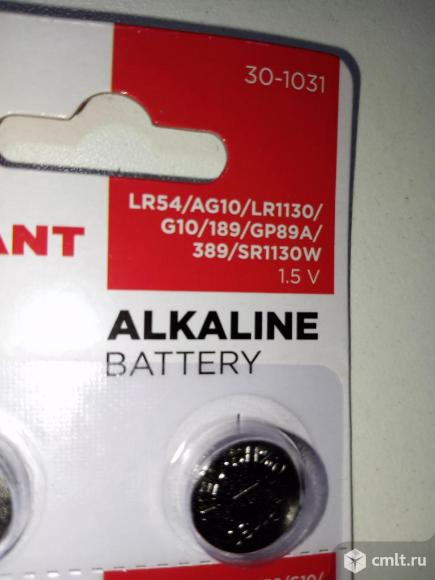 30-1031
LR54/AG10/LR1130/
G10/189/GP89A/
389/SR1130W
1.5 V
ANT
ALKALINE
BATTERY
cmlt.ru